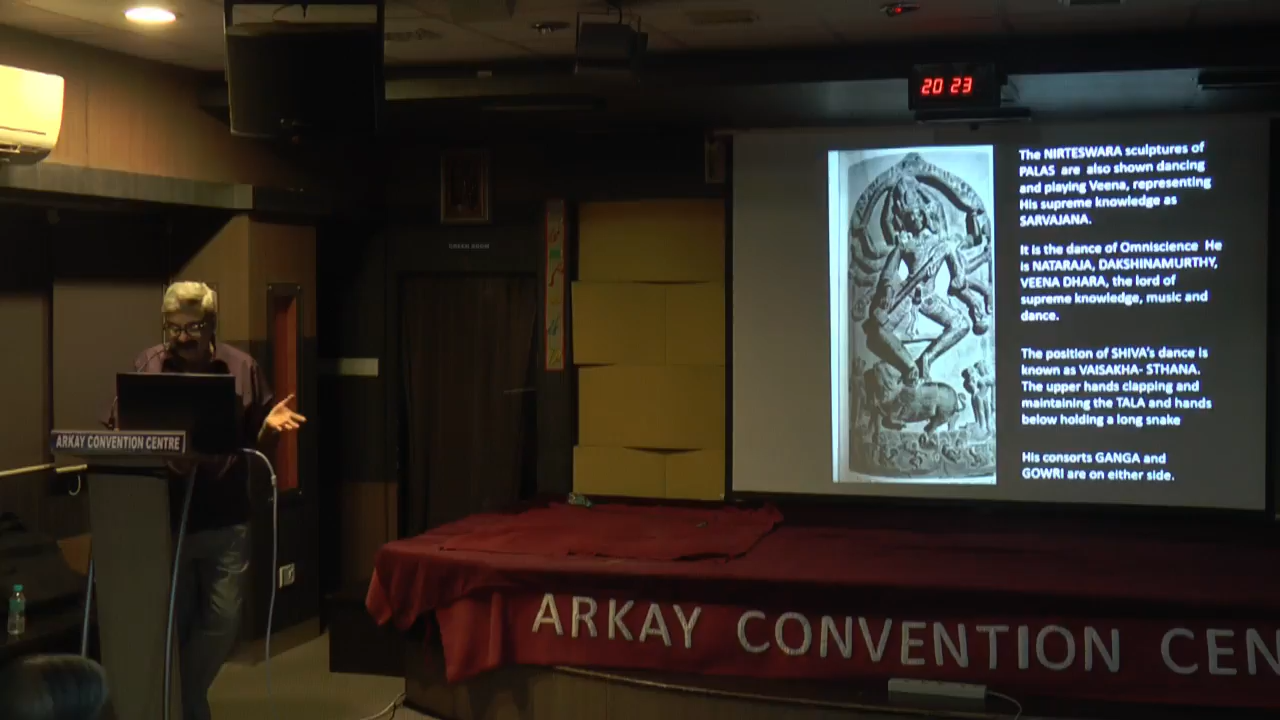 20 23
The NIRTESWARA sculptures of
PALAS are also shown dancing
and playing Veena, representing
His supreme knowledge as
SARVAJANA.
It is the dance of Omniscience He
is NATARAJA, DAKSHINAMURTHY,
VEENA DHARA, the lord of
supreme knowledge, music and
dance.
The position of SHIVA's dance is
known as VAISAKHA- STHANA.
The upper hands clapping and
maintaining the TALA and hands
below holding a long snake
His consorts GANGA and
GOWRI are on either side.
GREEN ROOM
ARKAY CONVENTION CENTRE
ARKAY CONVENTION CEN